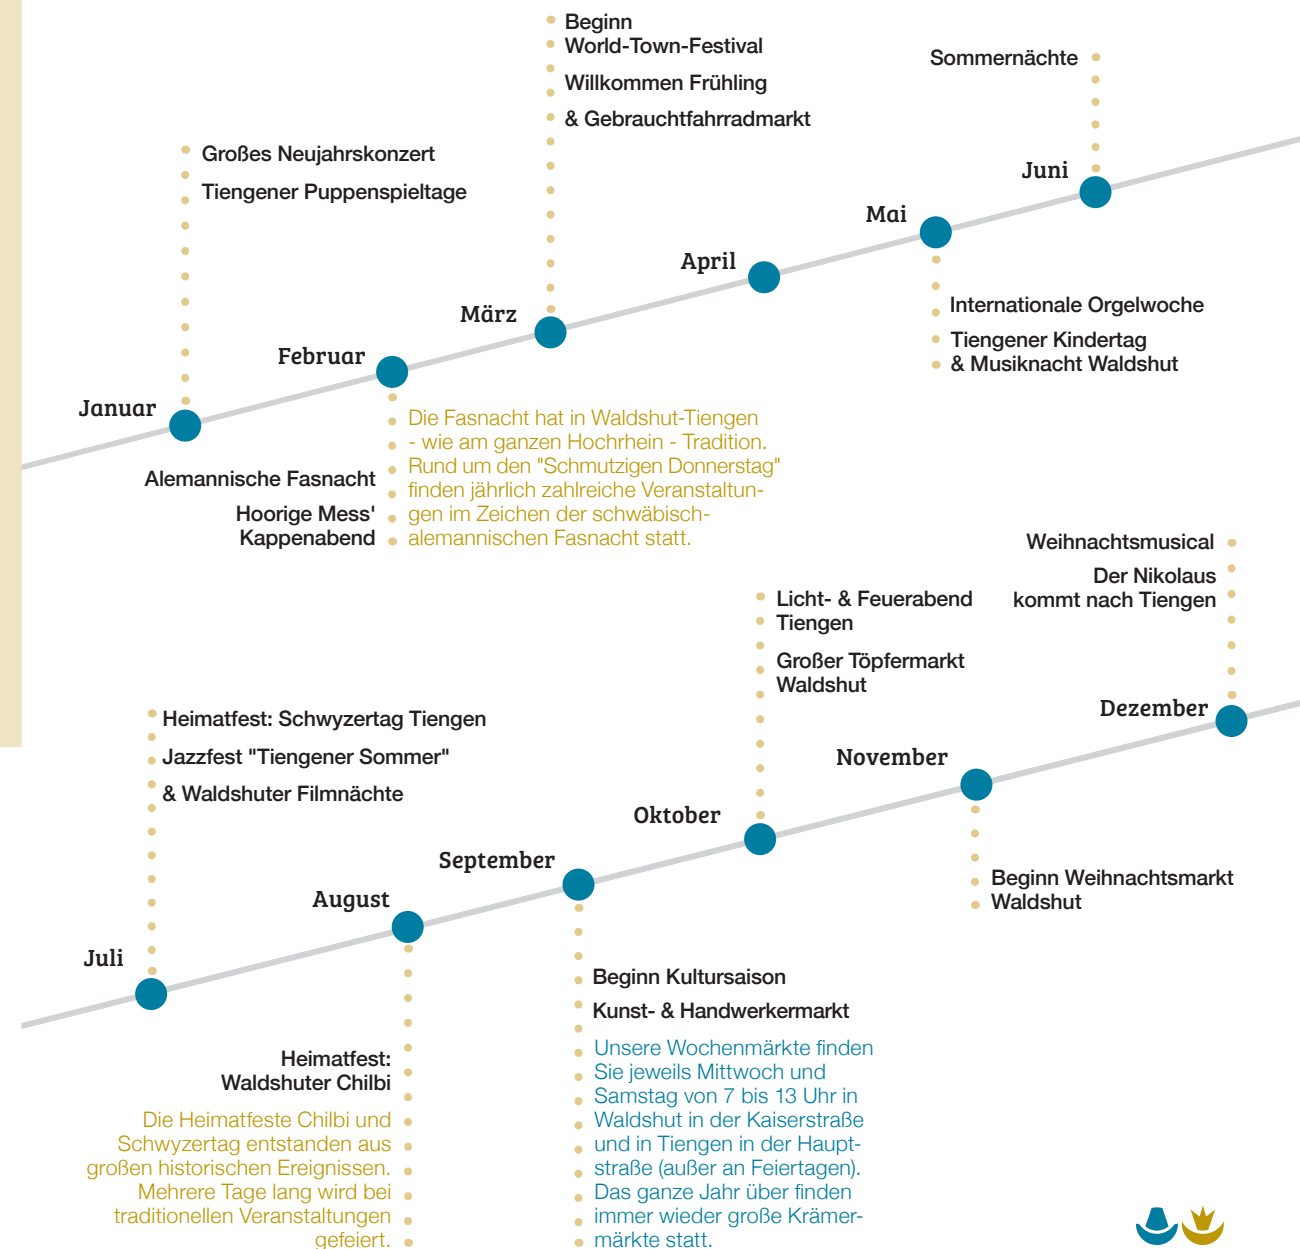 Januar
Großes Neujahrskonzert
Tiengener Puppenspieltage
Februar
Alemannische Fasnacht
Hoorige Mess'
Kappenabend
Die Fasnacht hat in Waldshut-Tiengen
- wie am ganzen Hochrhein - Tradition.
Rund um den "Schmutzigen Donnerstag"
finden jährlich zahlreiche Veranstaltun-
gen im Zeichen der schwäbisch-
alemannischen Fasnacht statt.
März
Beginn
World-Town-Festival
Willkommen Frühling
& Gebrauchtfahrradmarkt
April
Mai
Internationale Orgelwoche
Tiengener Kindertag
& Musiknacht Waldshut
Juni
Sommernächte
Juli
Heimatfest: Schwyzertag Tiengen
Jazzfest "Tiengener Sommer"
& Waldshuter Filmnächte
August
Heimatfest:
Waldshuter Chilbi
Die Heimatfeste Chilbi und
Schwyzertag entstanden aus
großen historischen Ereignissen.
Mehrere Tage lang wird bei
traditionellen Veranstaltungen
gefeiert.
September
Beginn Kultursaison
Kunst- & Handwerkermarkt
Unsere Wochenmärkte finden
Sie jeweils Mittwoch und
Samstag von 7 bis 13 Uhr in
Waldshut in der Kaiserstraße
und in Tiengen in der Haupt-
straße (außer an Feiertagen).
Das ganze Jahr über finden
immer wieder große Krämer-
märkte statt.
Oktober
Licht- & Feuerabend
Tiengen
Großer Töpfermarkt
Waldshut
November
Beginn Weihnachtsmarkt
Waldshut
Dezember
Weihnachtsmusical
Der Nikolaus
kommt nach Tiengen